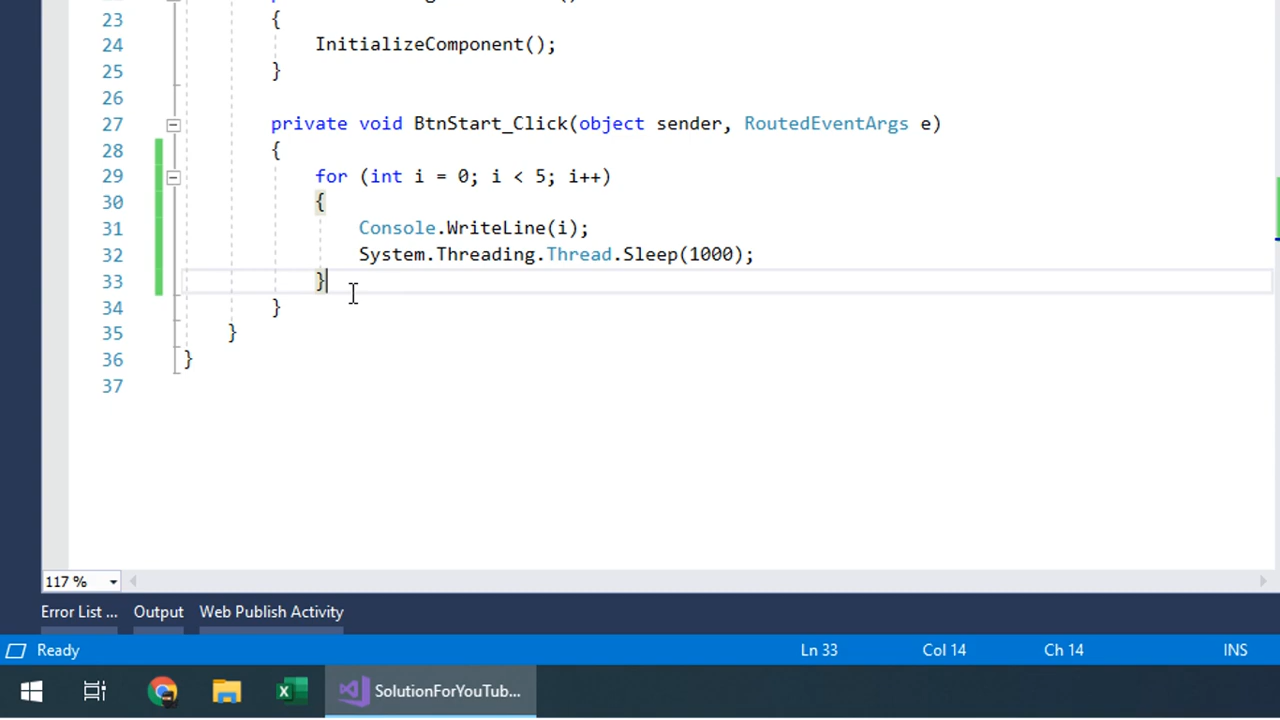 23 {
24 InitializeComponent();
25 }
26
27 private void BtnStart_Click(object sender, RoutedEventArgs e)
28 {
29 for (int i = 0; i < 5; i++)
30 {
31 Console.WriteLine(i);
32 System.Threading.Thread.Sleep(1000);
33 }
34 }
35 }
36 }
37
117 %
Error List ... Output Web Publish Activity
Ready Ln 33 Col 14 Ch 14 INS
SolutionForYouTub...